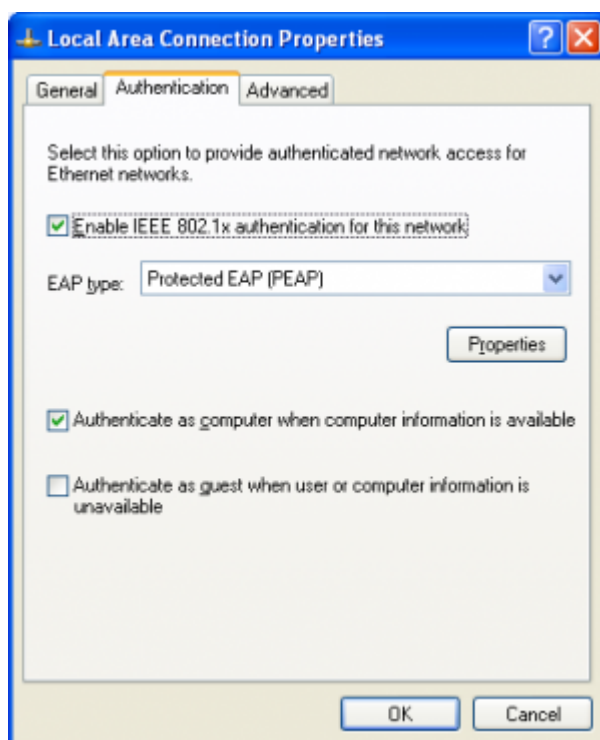 Local Area Connection Properties
General Authentication Advanced
Select this option to provide authenticated network access for
Ethernet networks.
Enable IEEE 802.1x authentication for this network
EAP type: Protected EAP (PEAP)
Properties
Authenticate as computer when computer information is available
Authenticate as guest when user or computer information is
unavailable
OK Cancel